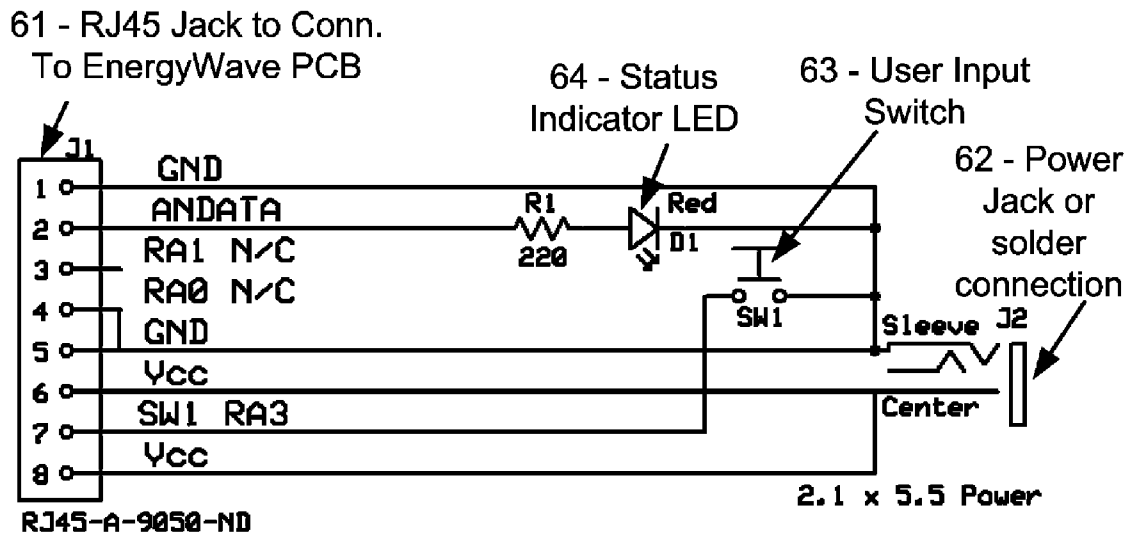 61 - RJ45 Jack to Conn.
To EnergyWave PCB
64 - Status
Indicator LED
63 - User Input
Switch
62 - Power
Jack or
solder
connection
J1
1
GND
2
ANDATA
R1
220
Red
D1
3
RA1 N/C
4
RA0 N/C
SW1
5
GND
Sleeve
J2
6
Vcc
Center
7
SW1 RA3
8
Vcc
2.1 x 5.5 Power
RJ45-A-9050-ND